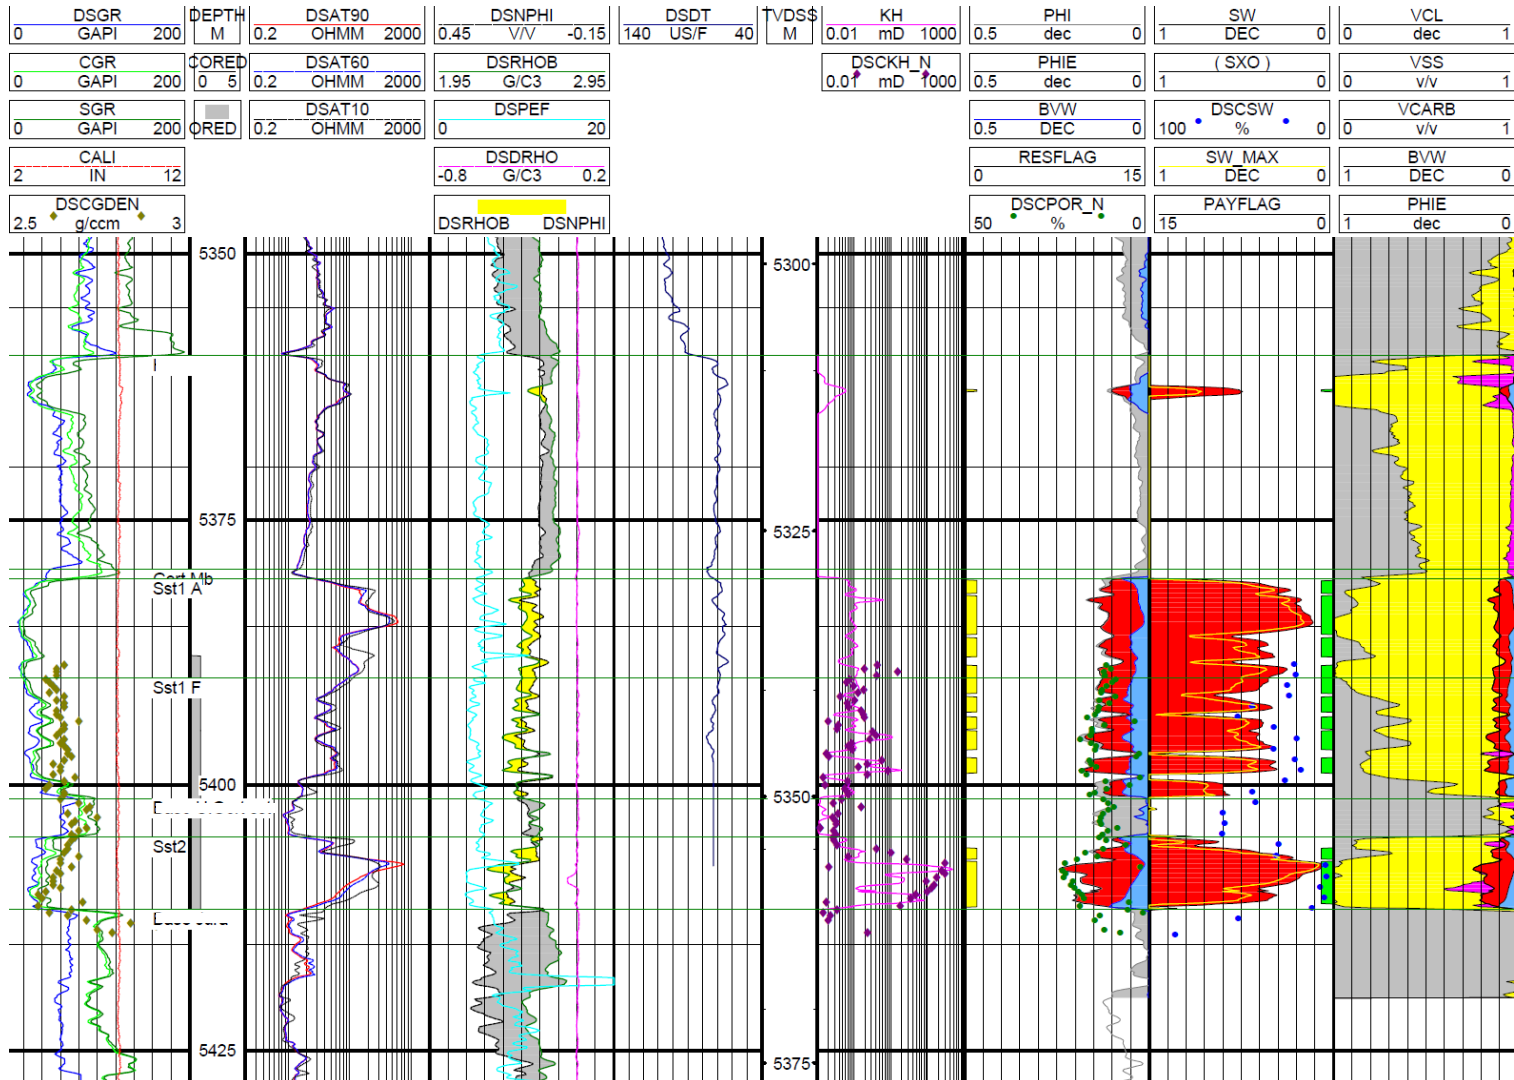 DSGR
0 GAPI 200
CGR
0 GAPI 200
SGR
0 GAPI 200
CALI
2 IN 12
DSCGDEN
2.5 g/ccm 3
DEPTH
M
CORED
0 5
ORED
DSAT90
0.2 OHMM 2000
DSAT60
0.2 OHMM 2000
DSAT10
0.2 OHMM 2000
DSNPHI
0.45 V/V -0.15
DSRHOB
1.95 G/C3 2.95
DSPEF
0 20
DSDRHO
-0.8 G/C3 0.2
DSRHOB DSNPHI
DSDT
140 US/F 40
TVDSS
M
KH
0.01 mD 1000
DSCKH_N
0.01 mD 1000
PHI
0.5 dec 0
PHIE
0.5 dec 0
BVW
0.5 DEC 0
RESFLAG
0 15
DSCPOR_N
50 % 0
SW
1 DEC 0
( SXO )
1 0
DSCSW
100 % 0
SW_MAX
1 DEC 0
PAYFLAG
15 0
VCL
0 dec 1
VSS
0 v/v 1
VCARB
0 v/v 1
BVW
1 DEC 0
PHIE
1 dec 0
5350
5300
5375
5325
Sst1 A
Sst1 F
5400
5350
Sst2
5425
5375